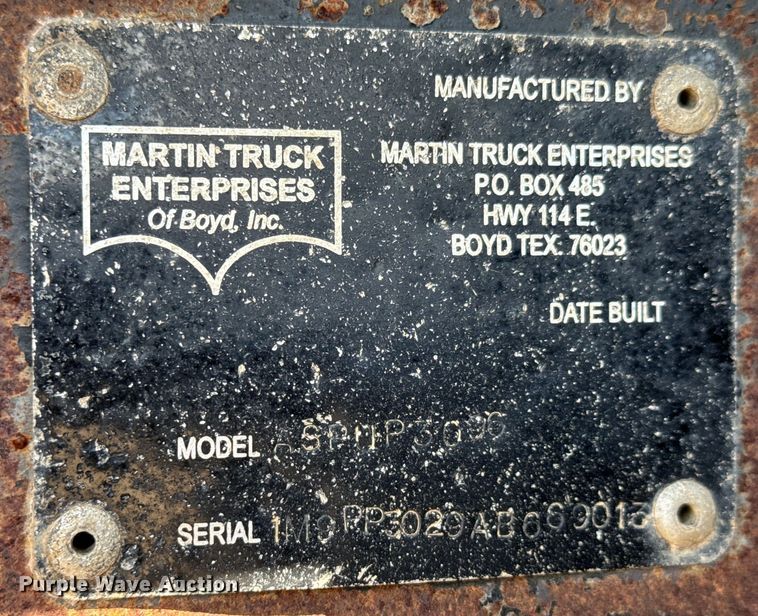 MANUFACTURED BY
MARTIN TRUCK
ENTERPRISES
Of Boyd, Inc.
MARTIN TRUCK ENTERPRISES
P.O. BOX 485
HWY 114 E.
BOYD TEX. 76023
DATE BUILT
MODEL
SERIAL 1M9PP3029AB669013
Purple Wave Auction